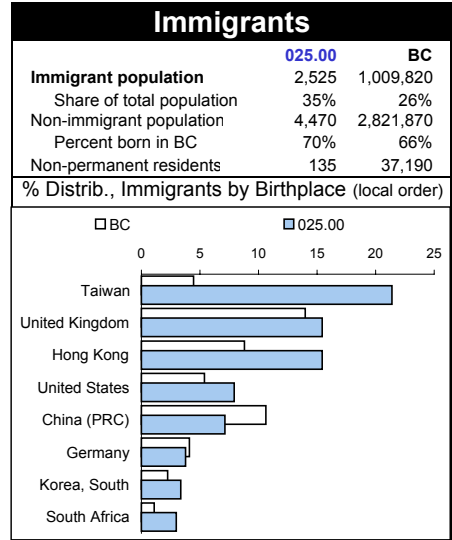 Immigrants
025.00 BC
Immigrant population 2,525 1,009,820
Share of total population 35% 26%
Non-immigrant population 4,470 2,821,870
Percent born in BC 70% 66%
Non-permanent residents 135 37,190
% Distrib., Immigrants by Birthplace (local order)
BC 025.00
0 5 10 15 20 25
Taiwan
United Kingdom
Hong Kong
United States
China (PRC)
Germany
Korea, South
South Africa